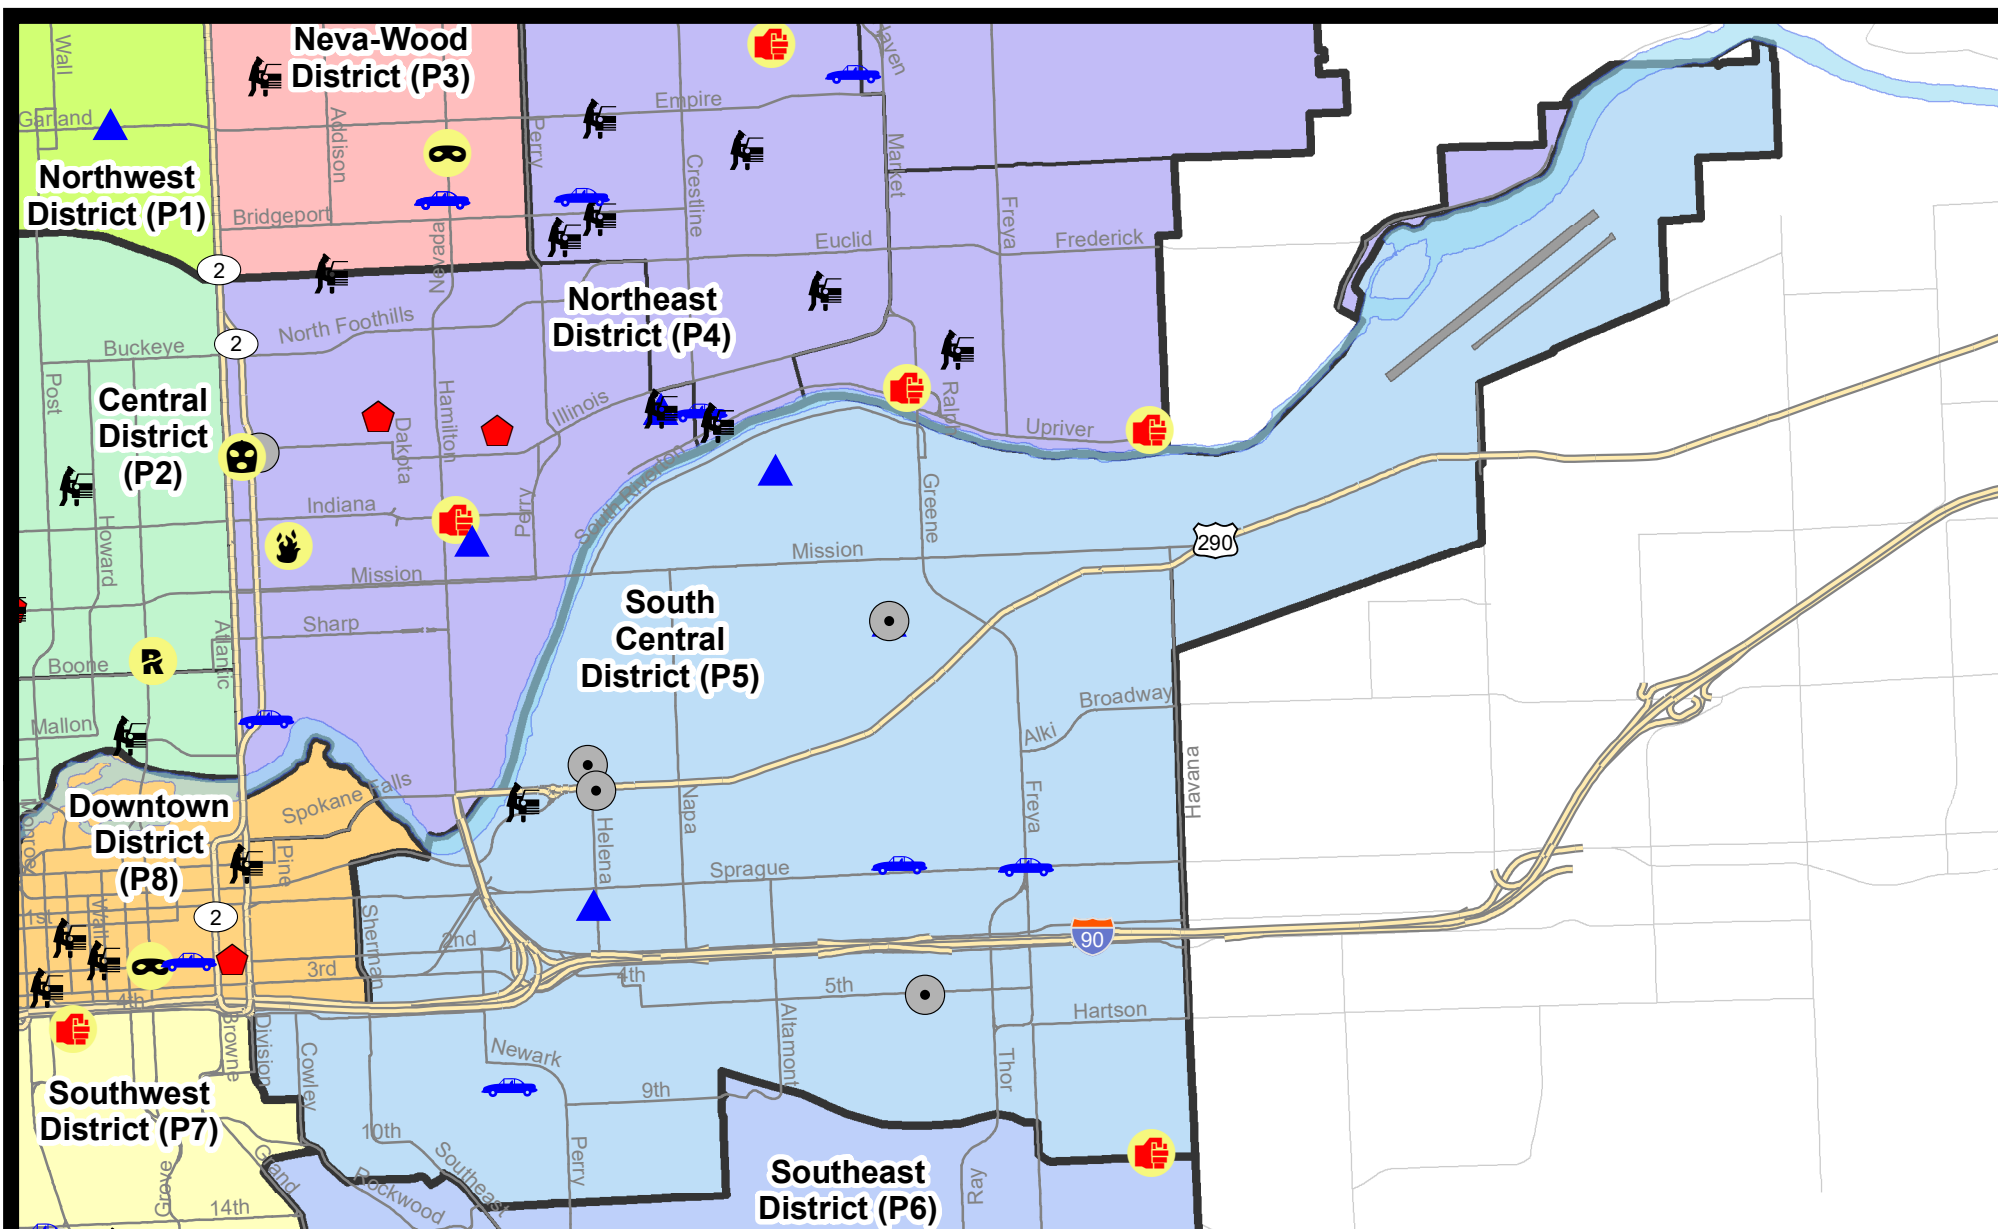 Wall
Neva-Wood
District (P3)
Haven
Empire
Garland
Addison
Perry
Market
Northwest
District (P1)
Crestline
Bridgeport
Freya
Nevada
Euclid
Frederick
2
Northeast
District (P4)
North Foothills
2
Buckeye
Post
Central
District
(P2)
Hamilton
Dakota
Illinois
Ralph
Upriver
South Riverton
Greene
Indiana
Perry
Howard
290
Mission
Mission
South
Central
District (P5)
Sharp
Atlantic
R
Boone
Broadway
Mallon
Alki
Havana
Spokane Falls
Downtown
District
(P8)
Monroe
Napa
Freya
Helena
Pine
Sprague
2
1st
Wall
Sherman
2nd
90
3rd
4th
5th
4th
Altamont
Hartson
Browne
Division
Cowley
Newark
Thor
9th
Southwest
District (P7)
10th
Southeast
Perry
Grand
Rockwood
Grove
Southeast
District (P6)
Ray
14th